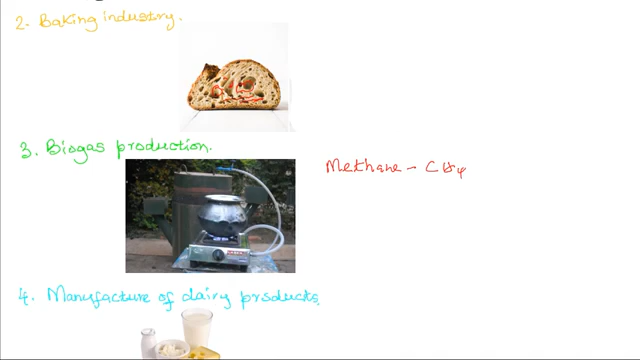 2. Baking industry.
3. Biogas production.
Methane - CH4
4. Manufacture of dairy products.